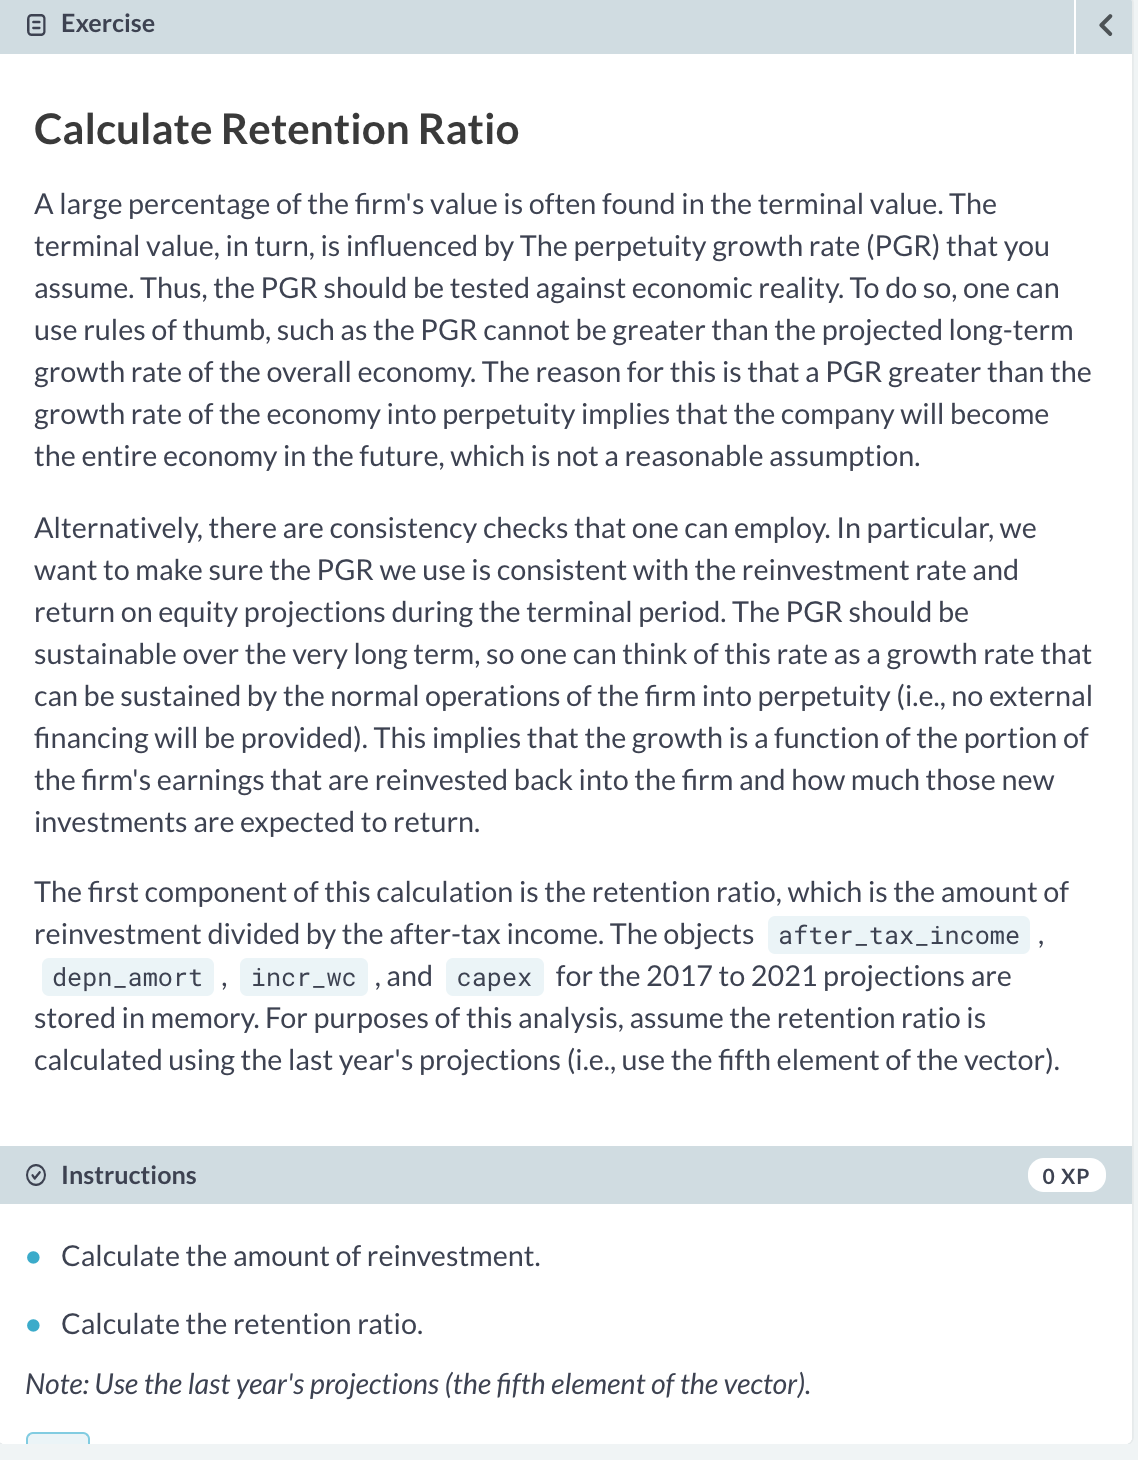 Exercise
Calculate Retention Ratio
A large percentage of the firm's value is often found in the terminal value. The
terminal value, in turn, is influenced by The perpetuity growth rate (PGR) that you
assume. Thus, the PGR should be tested against economic reality. To do so, one can
use rules of thumb, such as the PGR cannot be greater than the projected long-term
growth rate of the overall economy. The reason for this is that a PGR greater than the
growth rate of the economy into perpetuity implies that the company will become
the entire economy in the future, which is not a reasonable assumption.
Alternatively, there are consistency checks that one can employ. In particular, we
want to make sure the PGR we use is consistent with the reinvestment rate and
return on equity projections during the terminal period. The PGR should be
sustainable over the very long term, so one can think of this rate as a growth rate that
can be sustained by the normal operations of the firm into perpetuity (i.e., no external
financing will be provided). This implies that the growth is a function of the portion of
the firm's earnings that are reinvested back into the firm and how much those new
investments are expected to return.
The first component of this calculation is the retention ratio, which is the amount of
reinvestment divided by the after-tax income. The objects after_tax_income ,
depn_amort , incr_wc , and capex for the 2017 to 2021 projections are
stored in memory. For purposes of this analysis, assume the retention ratio is
calculated using the last year's projections (i.e., use the fifth element of the vector).
Instructions 0 XP
Calculate the amount of reinvestment.
Calculate the retention ratio.
Note: Use the last year's projections (the fifth element of the vector).